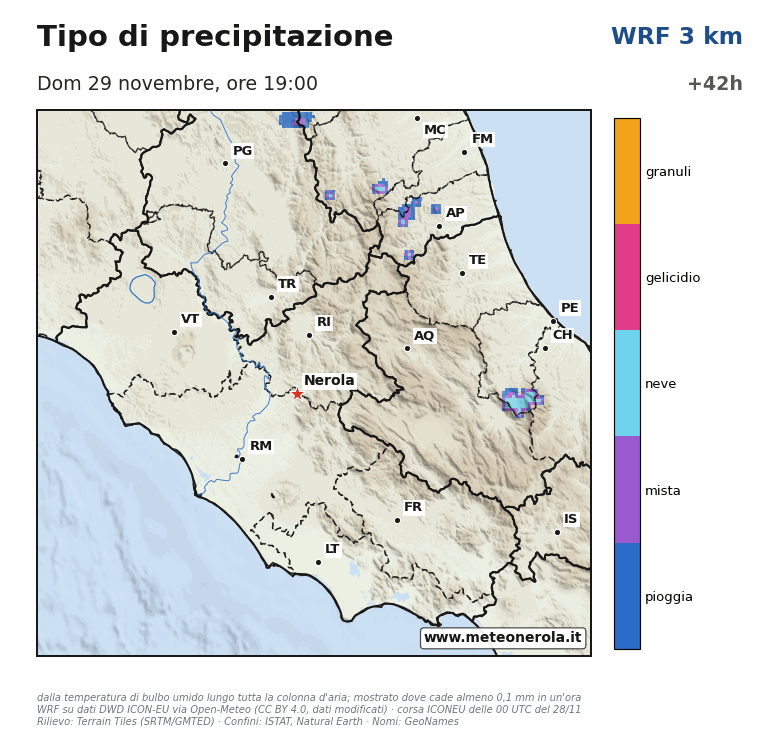 Tipo di precipitazione
WRF 3 km
Dom 29 novembre, ore 19:00
+42h
MC
FM
PG
AP
TE
TR
PE
VT
RI
AQ
CH
Nerola
RM
FR
IS
LT
www.meteonerola.it
granuli
gelicidio
neve
mista
pioggia
dalla temperatura di bulbo umido lungo tutta la colonna d'aria; mostrato dove cade almeno 0,1 mm in un'ora
WRF su dati DWD ICON-EU via Open-Meteo (CC BY 4.0, dati modificati) · corsa ICONEU delle 00 UTC del 28/11
Rilievo: Terrain Tiles (SRTM/GMTED) · Confini: ISTAT, Natural Earth · Nomi: GeoNames